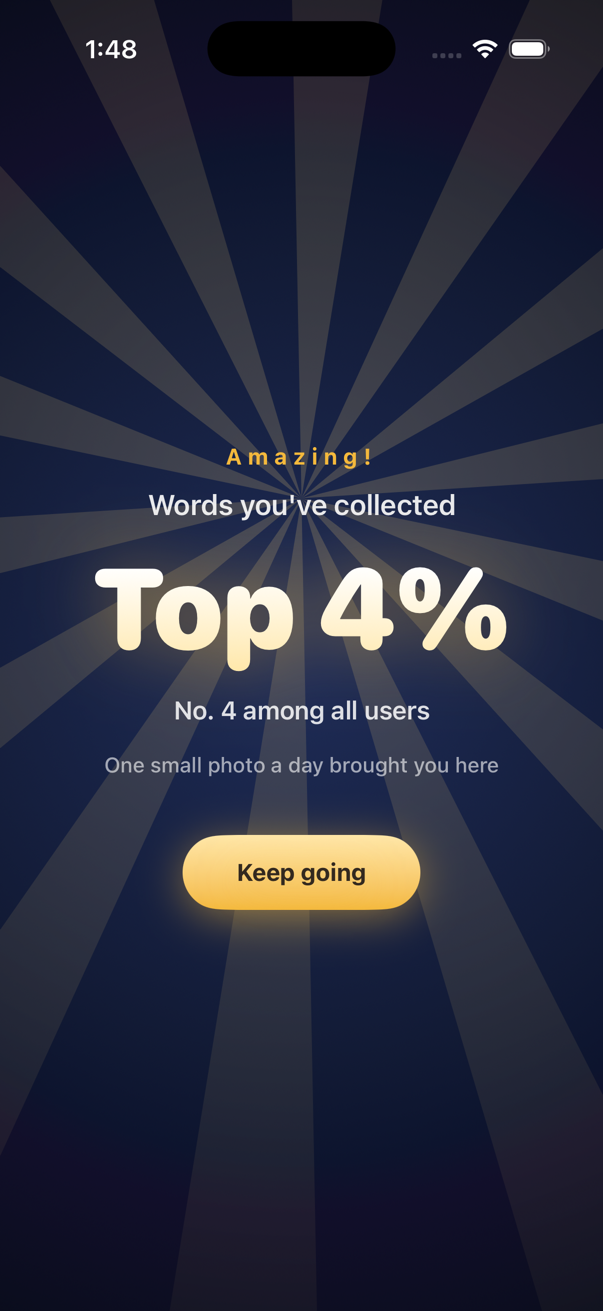 1:48
Amazing!
Words you've collected
Top 4%
No. 4 among all users
One small photo a day brought you here
Keep going